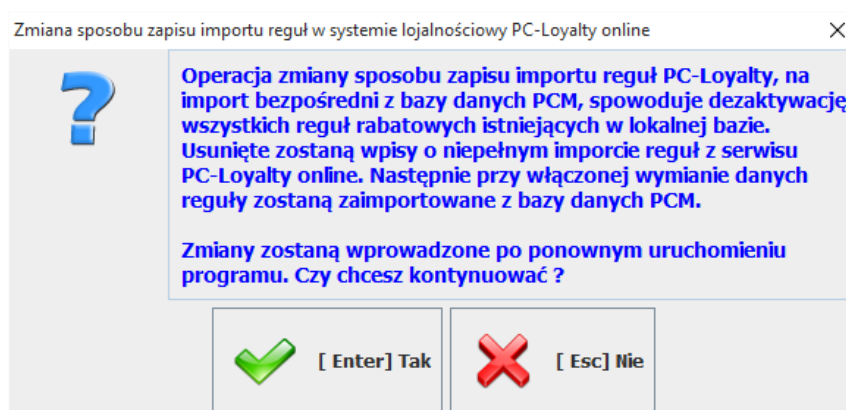 Zmiana sposobu zapisu importu reguł w systemie lojalnościowy PC-Loyalty online
Operacja zmiany sposobu zapisu importu reguł PC-Loyalty, na
import bezpośredni z bazy danych PCM, spowoduje dezaktywację
wszystkich reguł rabatowych istniejących w lokalnej bazie.
Usunięte zostaną wpisy o niepełnym imporcie reguł z serwisu
PC-Loyalty online. Następnie przy włączonej wymianie danych
reguły zostaną zaimportowane z bazy danych PCM.
Zmiany zostaną wprowadzone po ponownym uruchomieniu
programu. Czy chcesz kontynuować ?
[ Enter] Tak
[ Esc] Nie